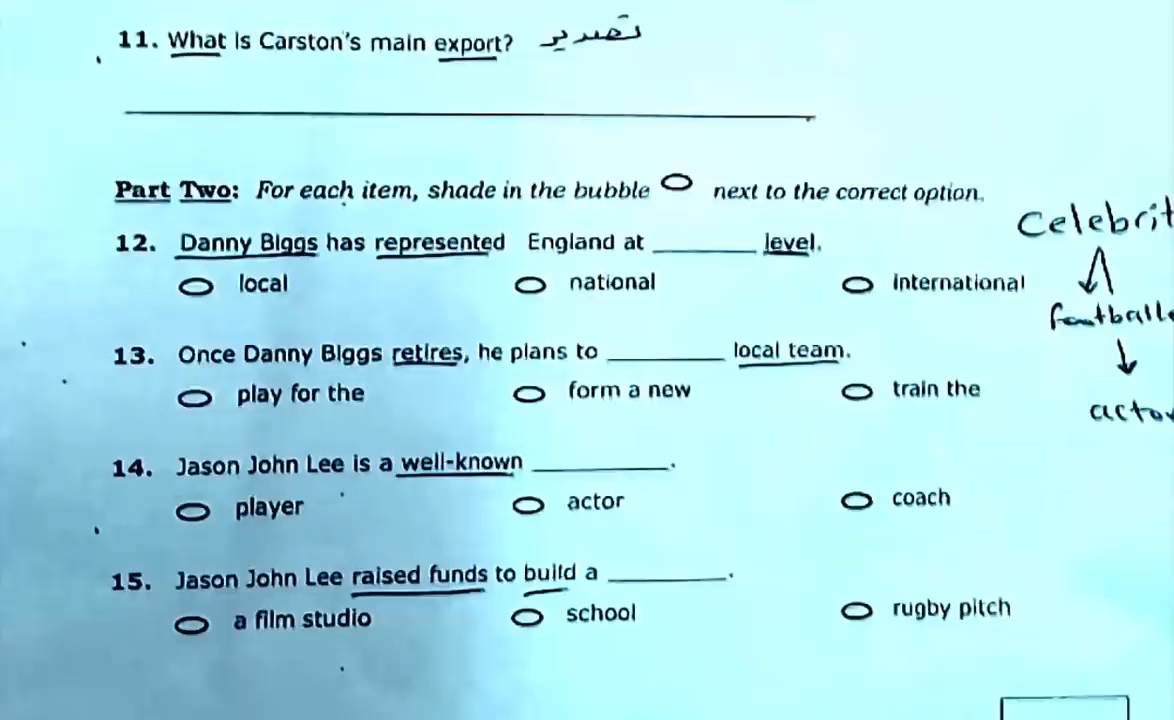 11. What is Carston's main export? تصدير
Part Two: For each item, shade in the bubble next to the correct option.
Celebrit
12. Danny Biggs has represented England at ________ level.
local national international
footballe
13. Once Danny Biggs retires, he plans to ________ local team.
play for the form a new train the
acto
14. Jason John Lee is a well-known ________.
player actor coach
15. Jason John Lee raised funds to build a ________.
a film studio school rugby pitch